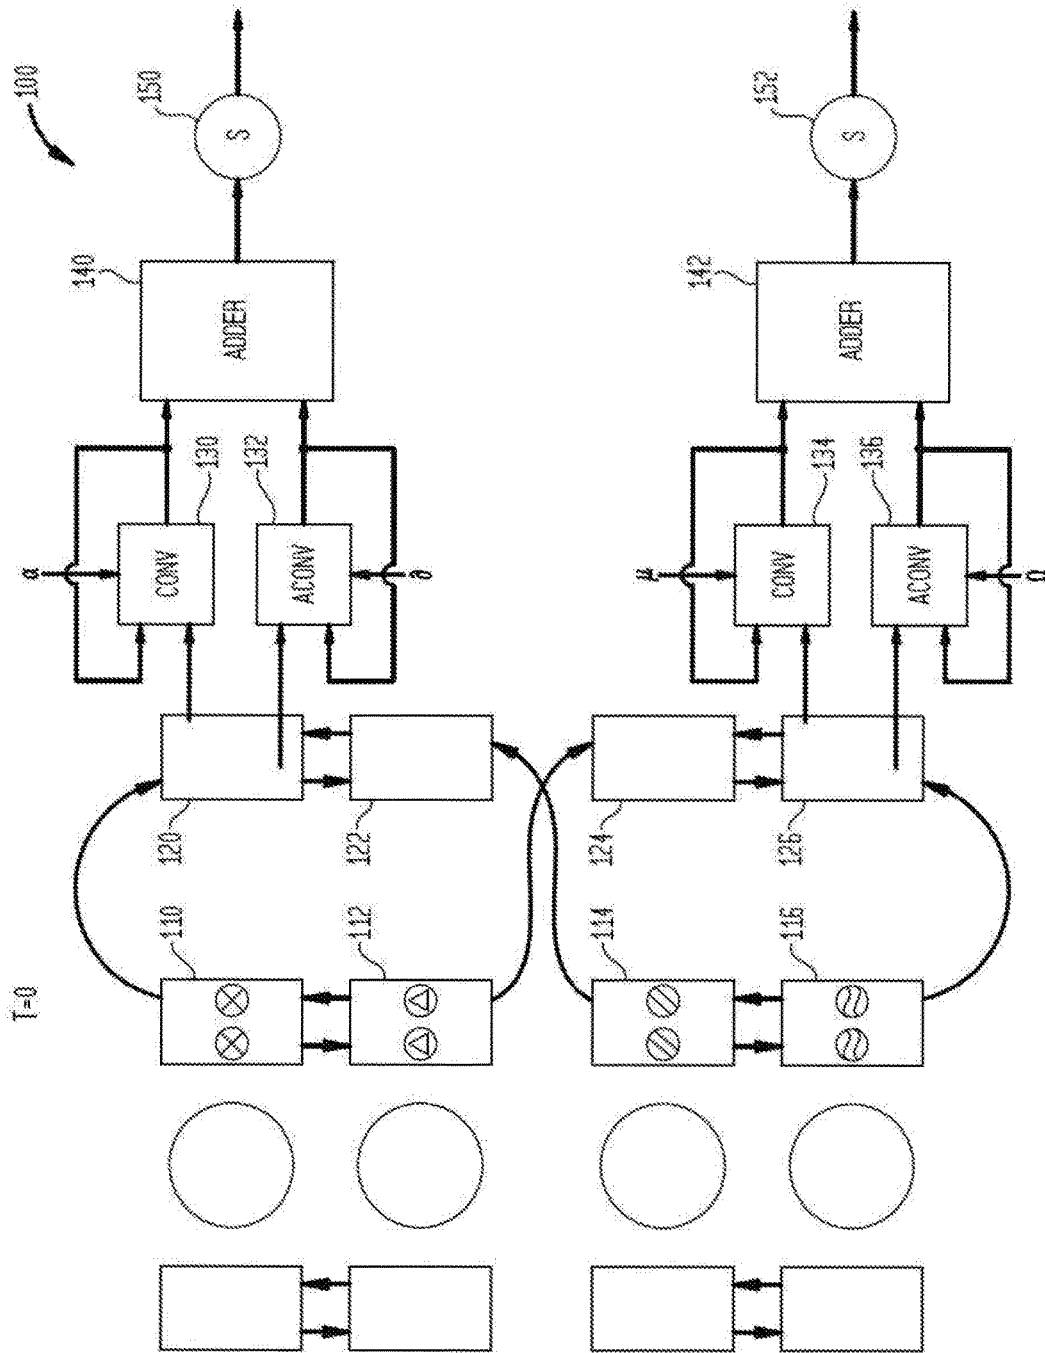 100
T=0
110
112
114
116
120
122
124
126
α
CONV
130
ACONV
132
∂
μ
CONV
134
ACONV
136
Ω
ADDER
140
ADDER
142
S
150
S
152